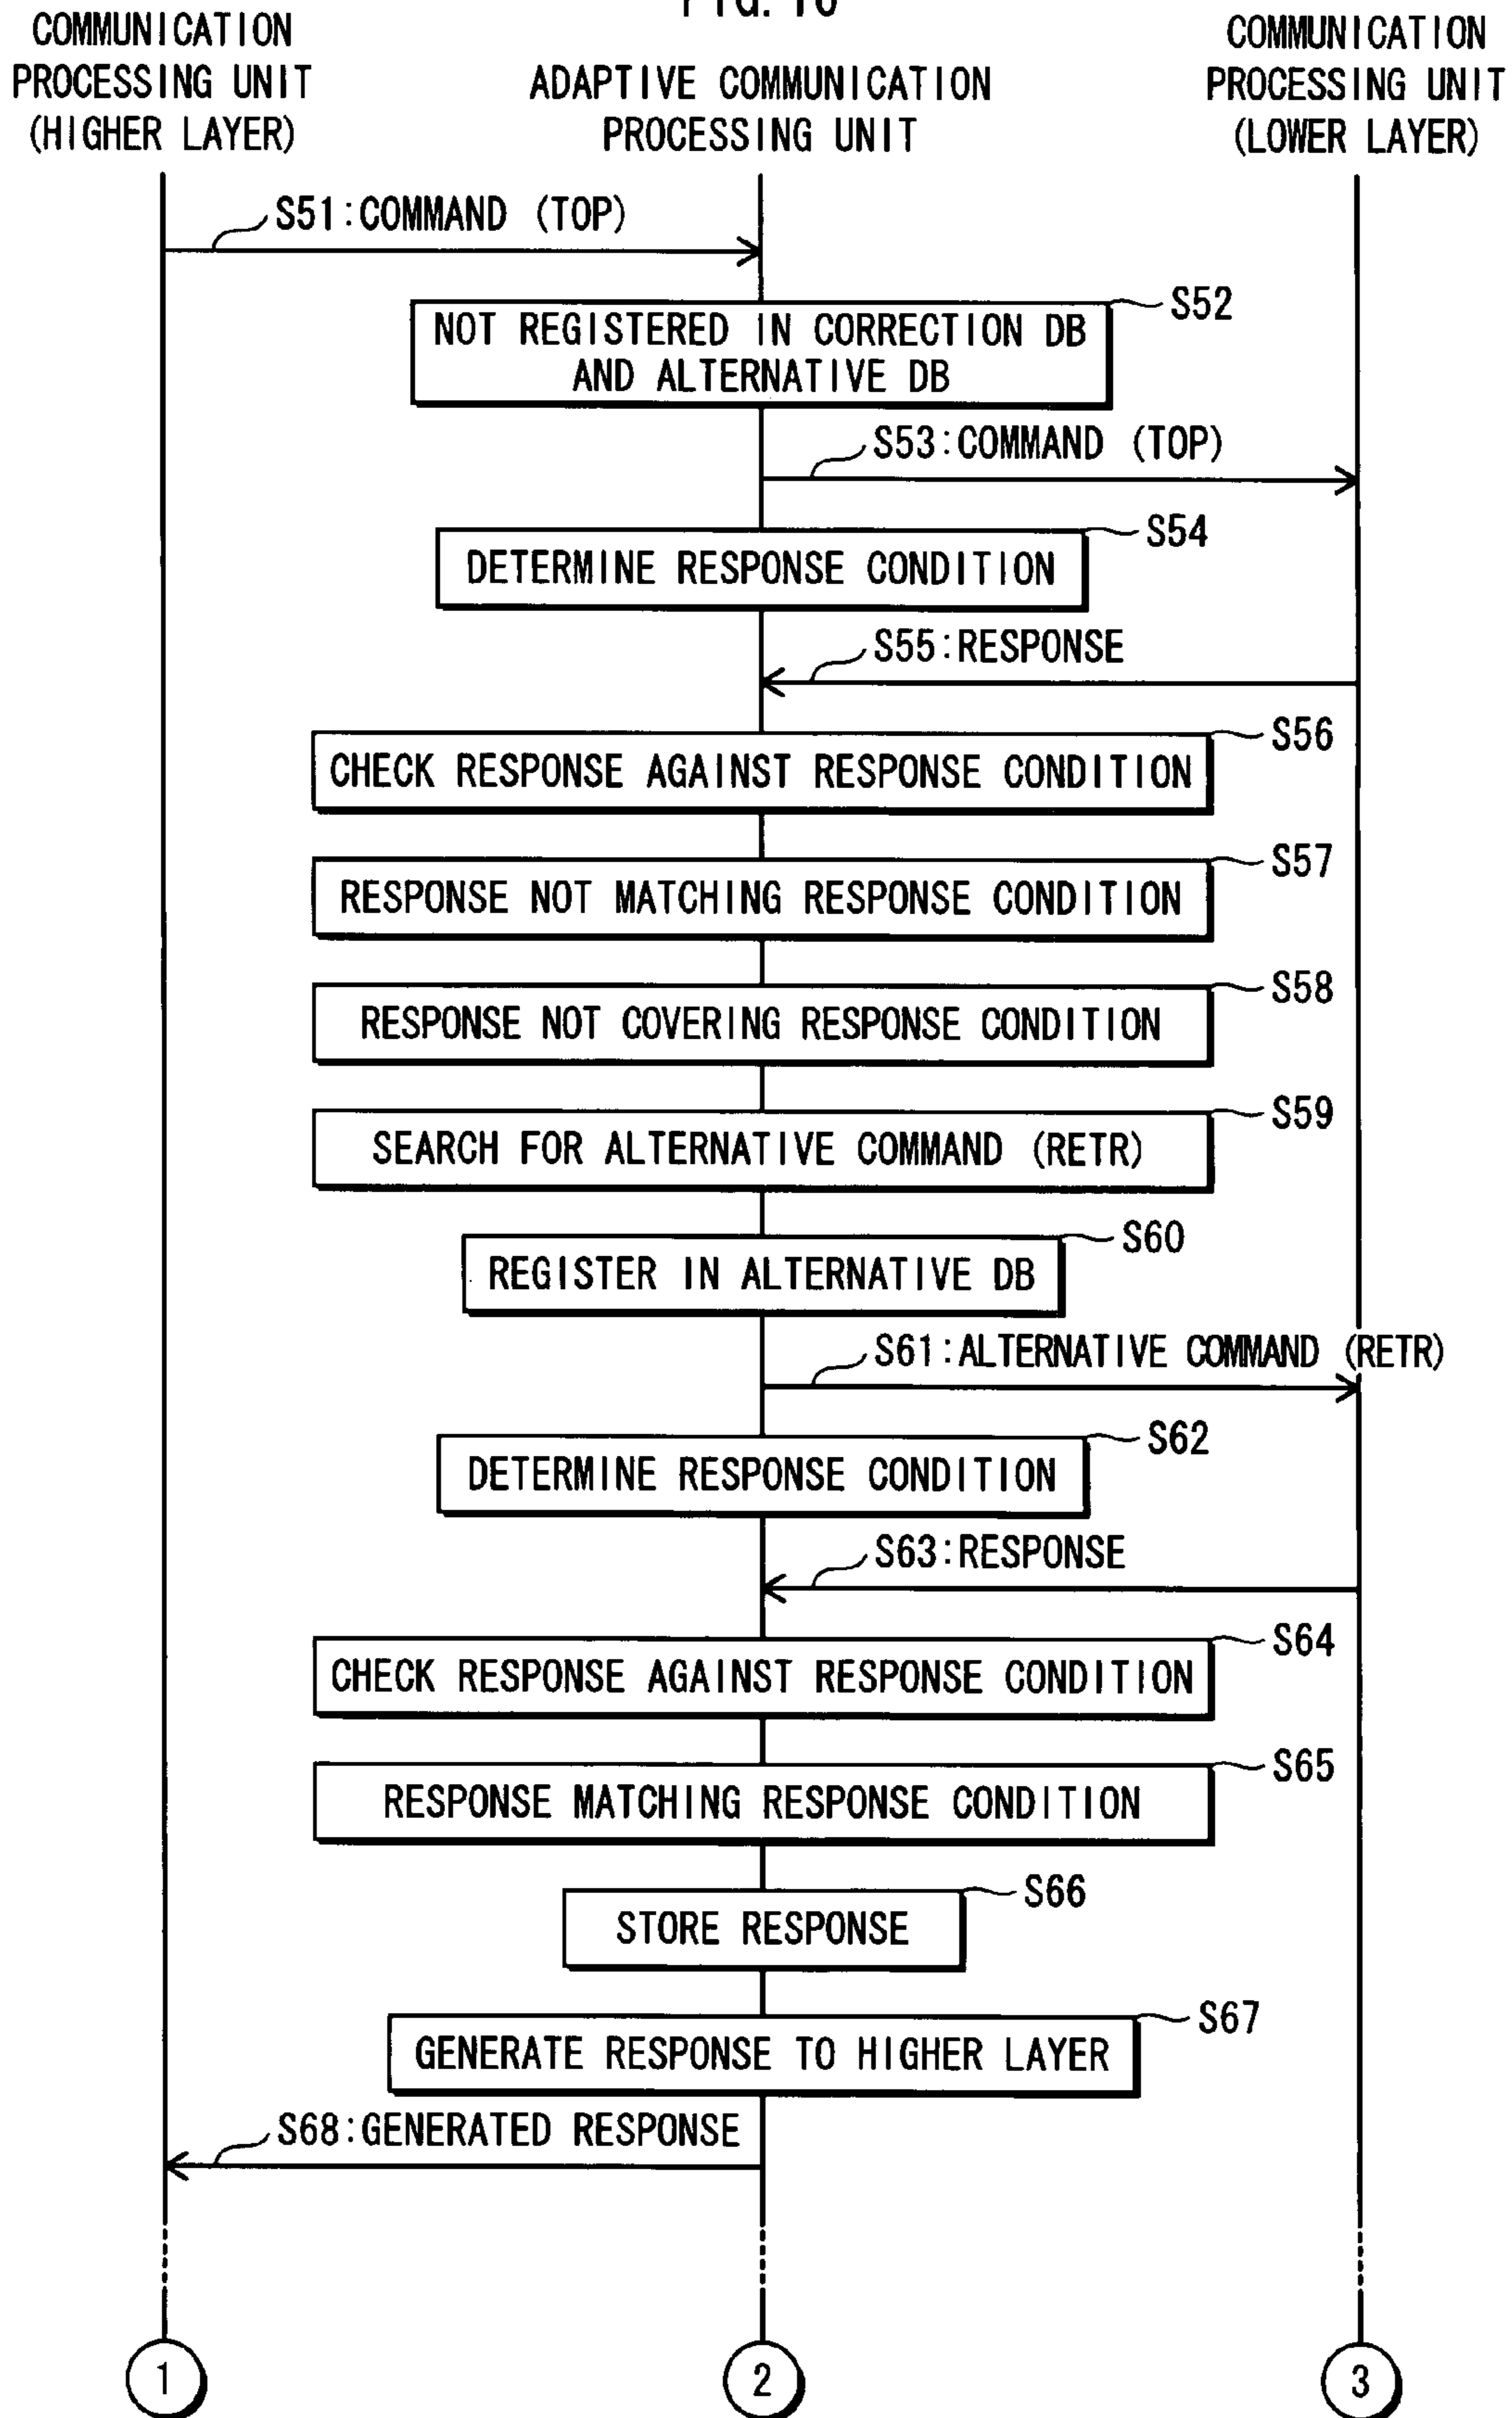 FIG. 10
COMMUNICATION
PROCESSING UNIT
(HIGHER LAYER)
ADAPTIVE COMMUNICATION
PROCESSING UNIT
COMMUNICATION
PROCESSING UNIT
(LOWER LAYER)
S51:COMMAND (TOP)
S52
NOT REGISTERED IN CORRECTION DB
AND ALTERNATIVE DB
S53:COMMAND (TOP)
S54
DETERMINE RESPONSE CONDITION
S55:RESPONSE
S56
CHECK RESPONSE AGAINST RESPONSE CONDITION
S57
RESPONSE NOT MATCHING RESPONSE CONDITION
S58
RESPONSE NOT COVERING RESPONSE CONDITION
S59
SEARCH FOR ALTERNATIVE COMMAND (RETR)
S60
REGISTER IN ALTERNATIVE DB
S61:ALTERNATIVE COMMAND (RETR)
S62
DETERMINE RESPONSE CONDITION
S63:RESPONSE
S64
CHECK RESPONSE AGAINST RESPONSE CONDITION
S65
RESPONSE MATCHING RESPONSE CONDITION
S66
STORE RESPONSE
S67
GENERATE RESPONSE TO HIGHER LAYER
S68:GENERATED RESPONSE
1
2
3